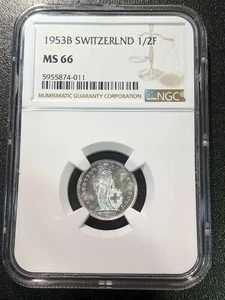 1953B SWITZERLND 1/2F
MS 66
5955874-011
NUMISMATIC GUARANTY CORPORATION
NGC